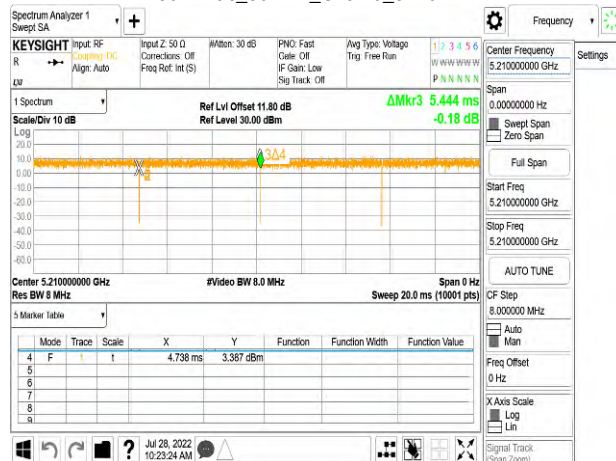 Spectrum Analyzer 1
Swept SA
Frequency
Settings
KEYSIGHT
R
Input: RF
Coupling: DC
Align: Auto
Input Z: 50 Ω
Corrections: Off
Freq Ref: Int (S)
#Atten: 30 dB
PNO: Fast
Gate: Off
IF Gain: Low
Sig Track: Off
Avg Type: Voltage
Trig: Free Run
1 2 3 4 5 6
W W W W W W
P N N N N N
1 Spectrum
Scale/Div 10 dB
Log
Ref Lvl Offset 11.80 dB
Ref Level 30.00 dBm
ΔMkr3 5.444 ms
-0.18 dB
20.0
10.0
0.00
-10.0
-20.0
-30.0
-40.0
-50.0
-60.0
3Δ4
Center 5.210000000 GHz
Res BW 8 MHz
#Video BW 8.0 MHz
Span 0 Hz
Sweep 20.0 ms (10001 pts)
5 Marker Table
Mode Trace Scale X Y Function Function Width Function Value
4 F 1 t 4.738 ms 3.387 dBm
5
6
7
8
9
Jul 28, 2022
10:23:24 AM
Center Frequency
5.210000000 GHz
Span
0.00000000 Hz
Swept Span
Zero Span
Full Span
Start Freq
5.210000000 GHz
Stop Freq
5.210000000 GHz
AUTO TUNE
CF Step
8.000000 MHz
Auto
Man
Freq Offset
0 Hz
X Axis Scale
Log
Lin
Signal Track
(Span Zoom)